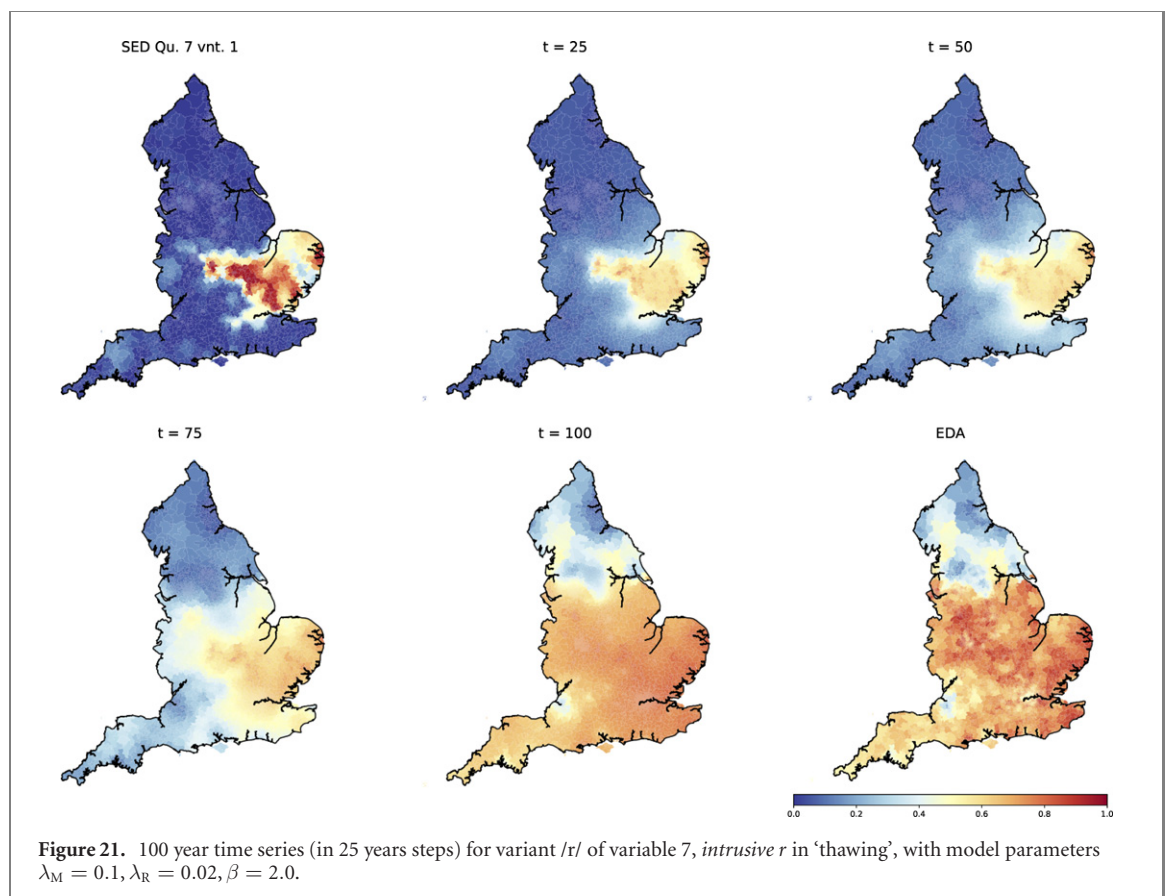 SED Qu. 7 vnt. 1
t = 25
t = 50
t = 75
t = 100
EDA
0.0 0.2 0.4 0.6 0.8 1.0
Figure 21. 100 year time series (in 25 years steps) for variant /r/ of variable 7, intrusive r in ‘thawing’, with model parameters
λM = 0.1, λR = 0.02, β = 2.0.